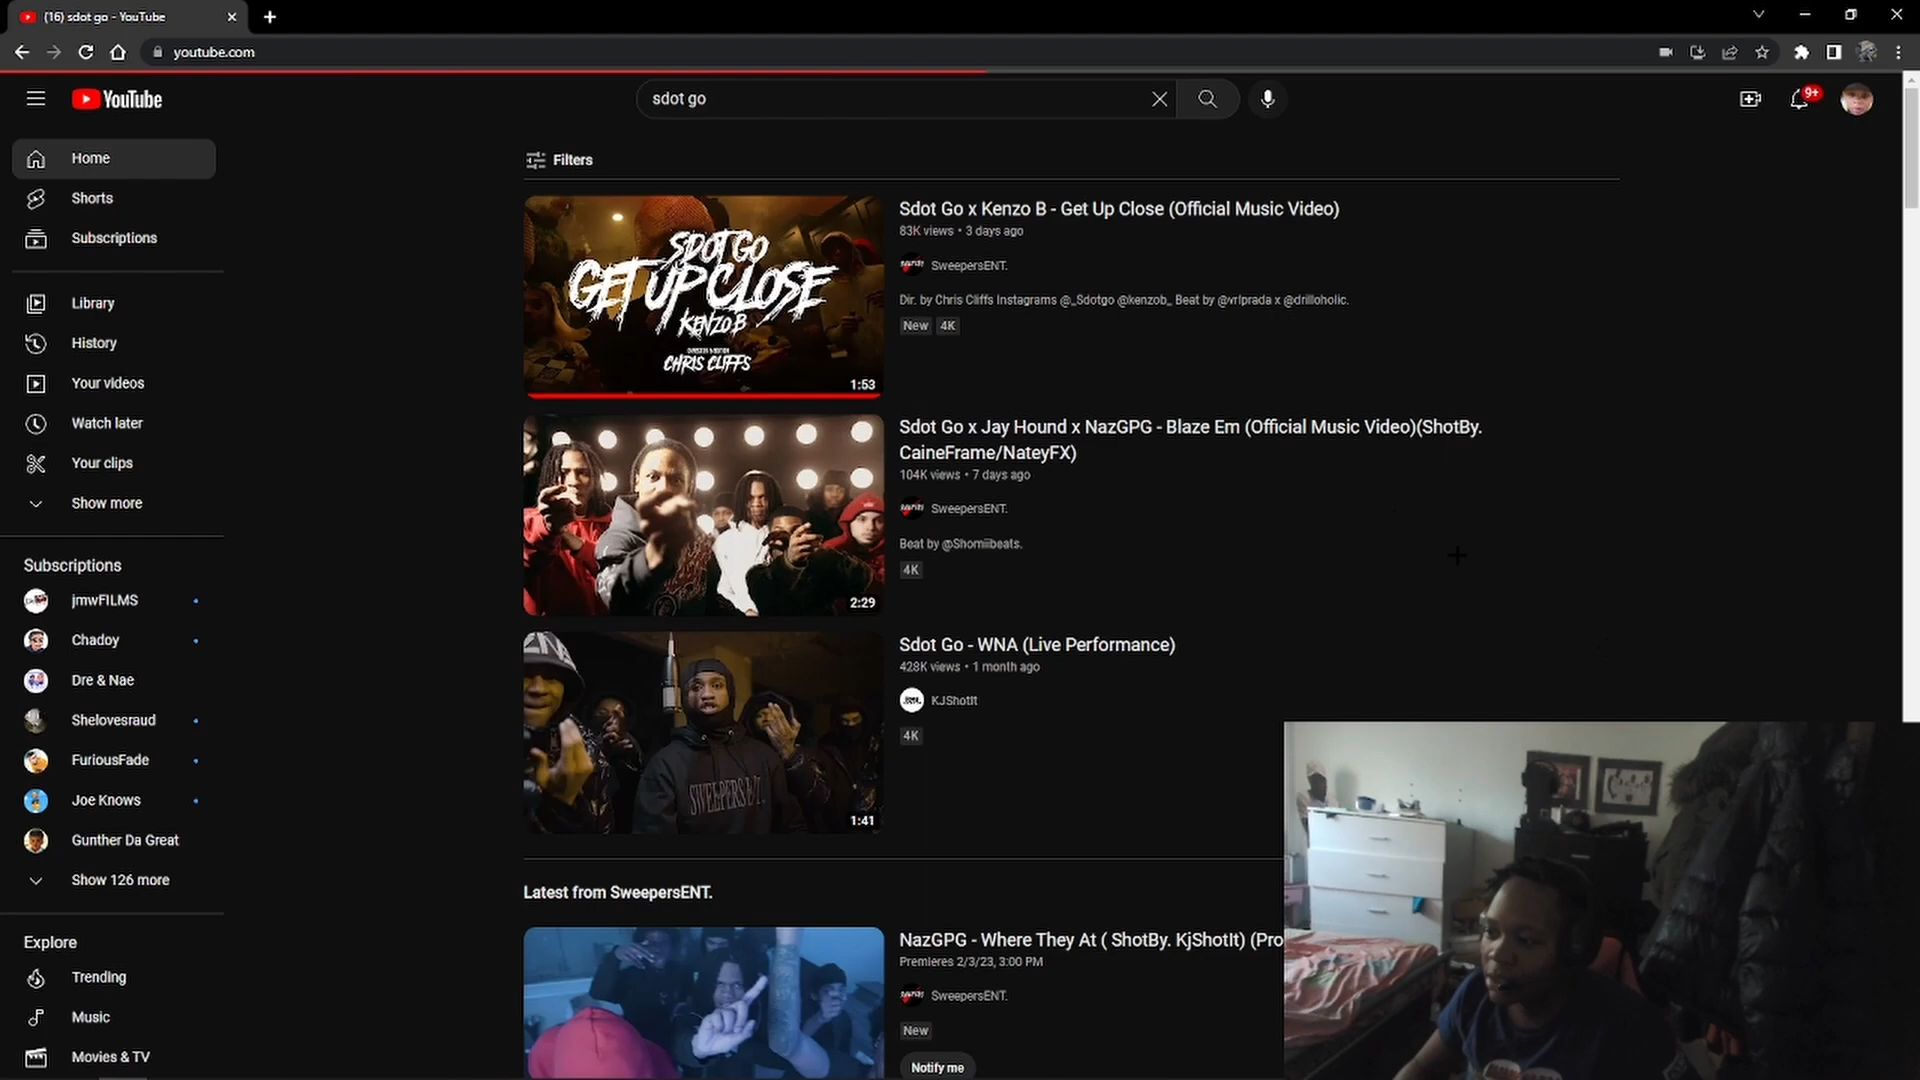 (16) sdot go - YouTube
youtube.com
YouTube
sdot go
9+
Home
Shorts
Subscriptions
Library
History
Your videos
Watch later
Your clips
Show more
Subscriptions
jmwFILMS
Chadoy
Dre & Nae
Shelovesraud
FuriousFade
Joe Knows
Gunther Da Great
Show 126 more
Explore
Trending
Music
Movies & TV
Filters
SDOT GO
GET UP CLOSE
KENZO B
CHRIS CLIFFS
1:53
Sdot Go x Kenzo B - Get Up Close (Official Music Video)
83K views • 3 days ago
SweepersENT.
Dir. by Chris Cliffs Instagrams @_Sdotgo @kenzob_ Beat by @vrlprada x @drilloholic.
New
4K
2:29
Sdot Go x Jay Hound x NazGPG - Blaze Em (Official Music Video)(ShotBy.
CaineFrame/NateyFX)
104K views • 7 days ago
SweepersENT.
Beat by @Shomiibeats.
4K
SWEEPERS ENT.
1:41
Sdot Go - WNA (Live Performance)
428K views • 1 month ago
KJShotIt
4K
Latest from SweepersENT.
NazGPG - Where They At ( ShotBy. KjShotIt) (Pro
Premieres 2/3/23, 3:00 PM
SweepersENT.
New
Notify me